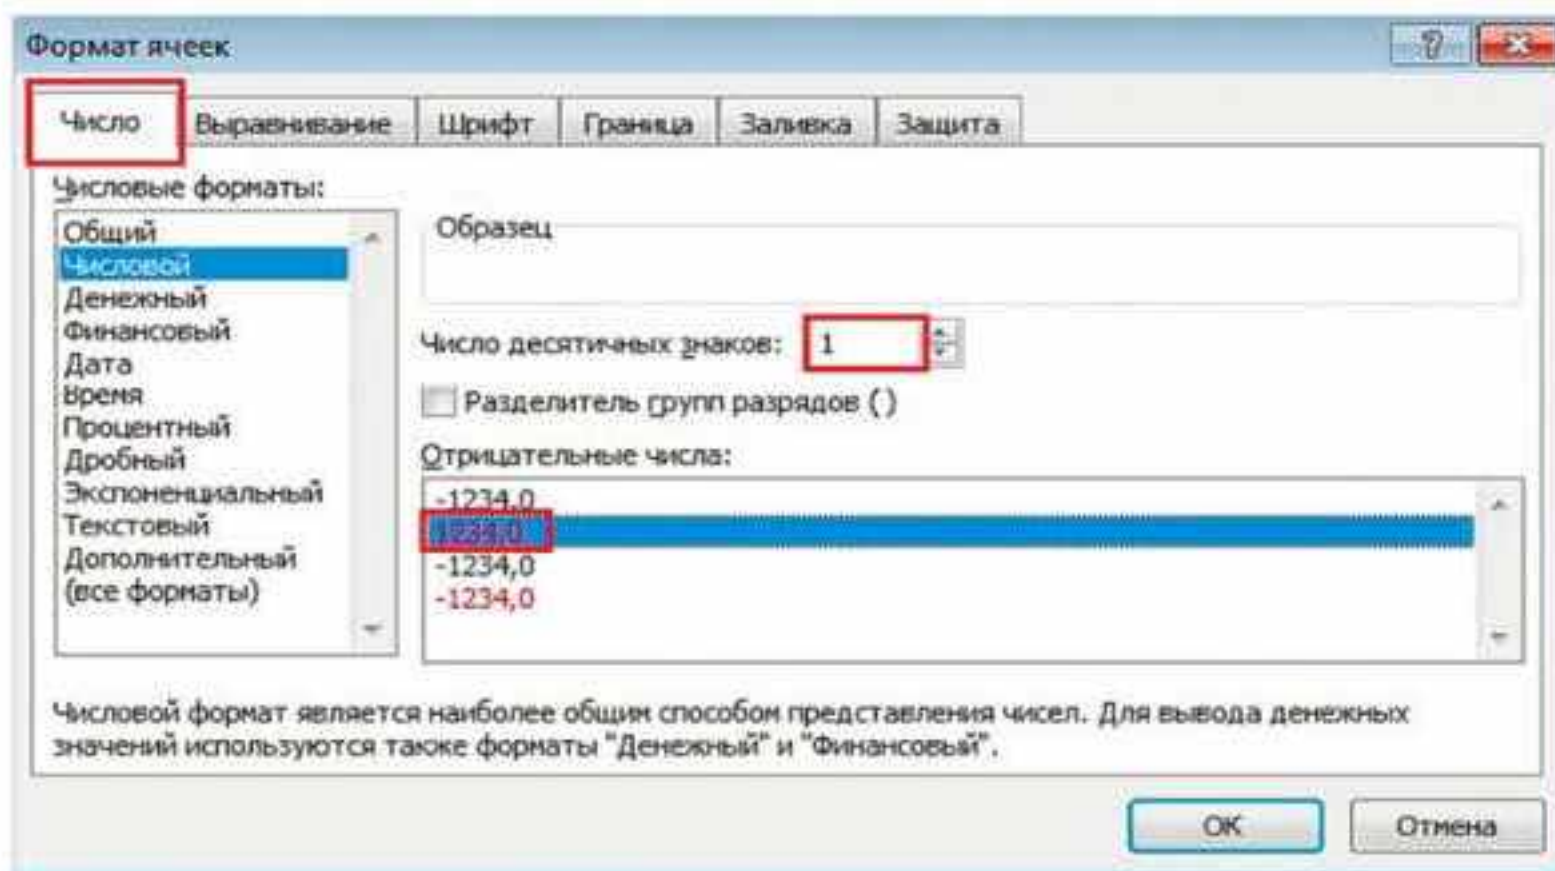 Формат ячеек
Число Выравнивание Шрифт Граница Заливка Защита
Числовые форматы:
Общий
Числовой
Денежный
Финансовый
Дата
Время
Процентный
Дробный
Экспоненциальный
Текстовый
Дополнительный
(все форматы)
Образец
Число десятичных знаков: 1
Разделитель групп разрядов ( )
Отрицательные числа:
-1234,0
1234,0
-1234,0
-1234,0
Числовой формат является наиболее общим способом представления чисел. Для вывода денежных
значений используются также форматы "Денежный" и "Финансовый".
ОК Отмена